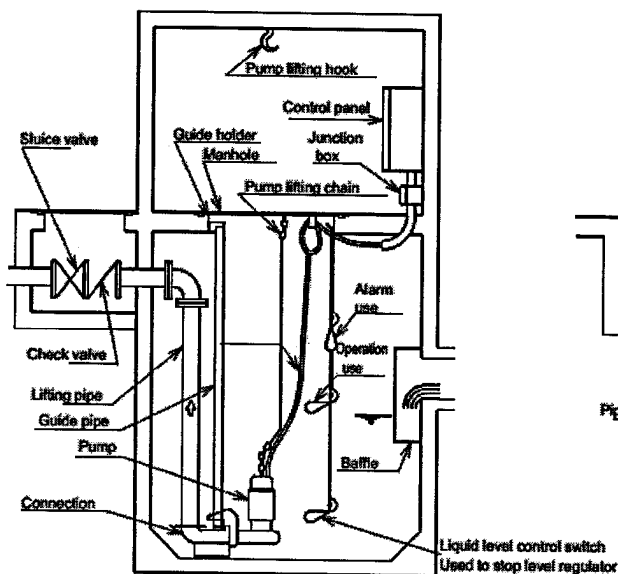 Pump lifting hook
Control panel
Junction
box
Sluice valve
Guide holder
Manhole
Pump lifting chain
Alarm
use
Check valve
Operation
use
Lifting pipe
Guide pipe
Pump
Baffle
Connection
Liquid level control switch
Used to stop level regulator
Pip